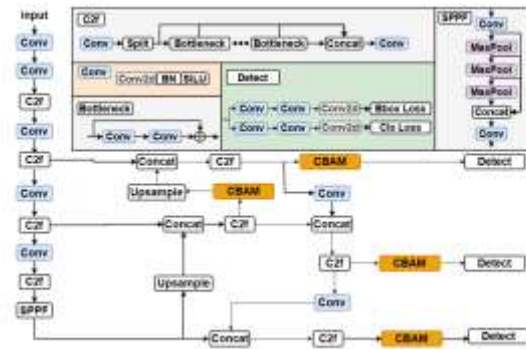 Input
Conv
Conv
C2f
Conv
C2f
Conv
C2f
Conv
C2f
SPPF
C2f
Conv Split Bottleneck Bottleneck Concat Conv
Conv
Conv2d BN SiLU
Bottleneck
Conv Conv
Detect
Conv Conv Conv2d Bbox Loss
Conv Conv Conv2d Cls Loss
SPPF
Conv
MaxPool
MaxPool
MaxPool
Concat
Conv
Concat C2f CBAM Detect
Upsample CBAM Conv
Concat C2f Concat
C2f CBAM Detect
Upsample
Conv
Concat C2f CBAM Detect